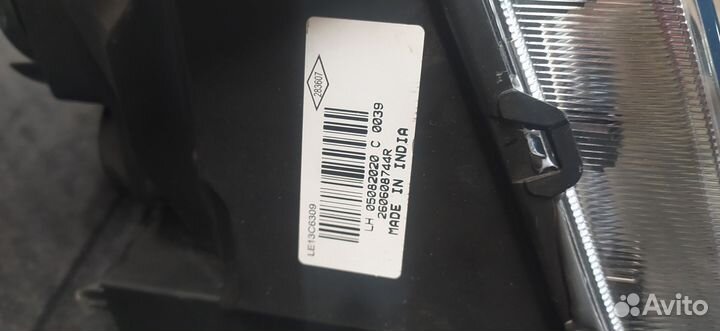 283607
LE13C6309
LH 05082020 C 0039
260608744R
MADE IN INDIA
Avito